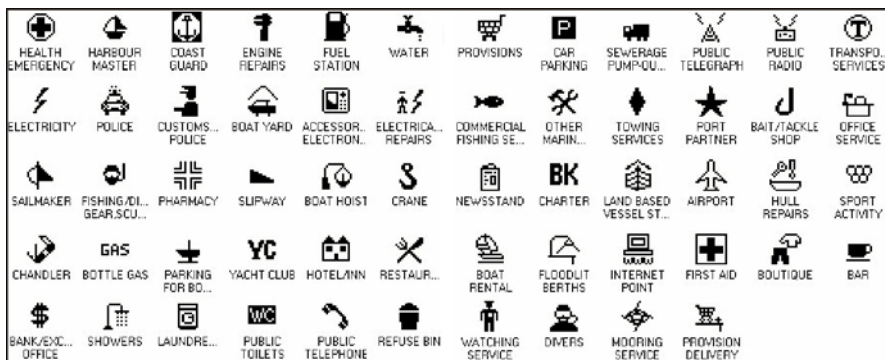 HEALTH EMERGENCY
HARBOUR MASTER
COAST GUARD
ENGINE REPAIRS
FUEL STATION
WATER
PROVISIONS
P
CAR PARKING
SEWERAGE PUMP-OU...
PUBLIC TELEGRAPH
PUBLIC RADIO
T
TRANSPO... SERVICES
ELECTRICITY
POLICE
CUSTOMS... POLICE
BOAT YARD
ACCESSOR... ELECTRON...
ELECTRICA... REPAIRS
COMMERCIAL FISHING SE...
OTHER MARIN...
TOWING SERVICES
PORT PARTNER
BAIT/TACKLE SHOP
OFFICE SERVICE
SAILMAKER
FISHING/DI... GEAR,SCU...
PHARMACY
SLIPWAY
BOAT HOIST
CRANE
NEWSSTAND
BK
CHARTER
LAND BASED VESSEL ST...
AIRPORT
HULL REPAIRS
SPORT ACTIVITY
CHANDLER
GAS
BOTTLE GAS
PARKING FOR BO...
YC
YACHT CLUB
HOTEL/INN
RESTAUR...
BOAT RENTAL
FLOODLIT BERTHS
INTERNET POINT
FIRST AID
BOUTIQUE
BAR
$
BANK/EXC... OFFICE
SHOWERS
LAUNDRE...
WC
PUBLIC TOILETS
PUBLIC TELEPHONE
REFUSE BIN
WATCHING SERVICE
DIVERS
MOORING SERVICE
PROVISION DELIVERY